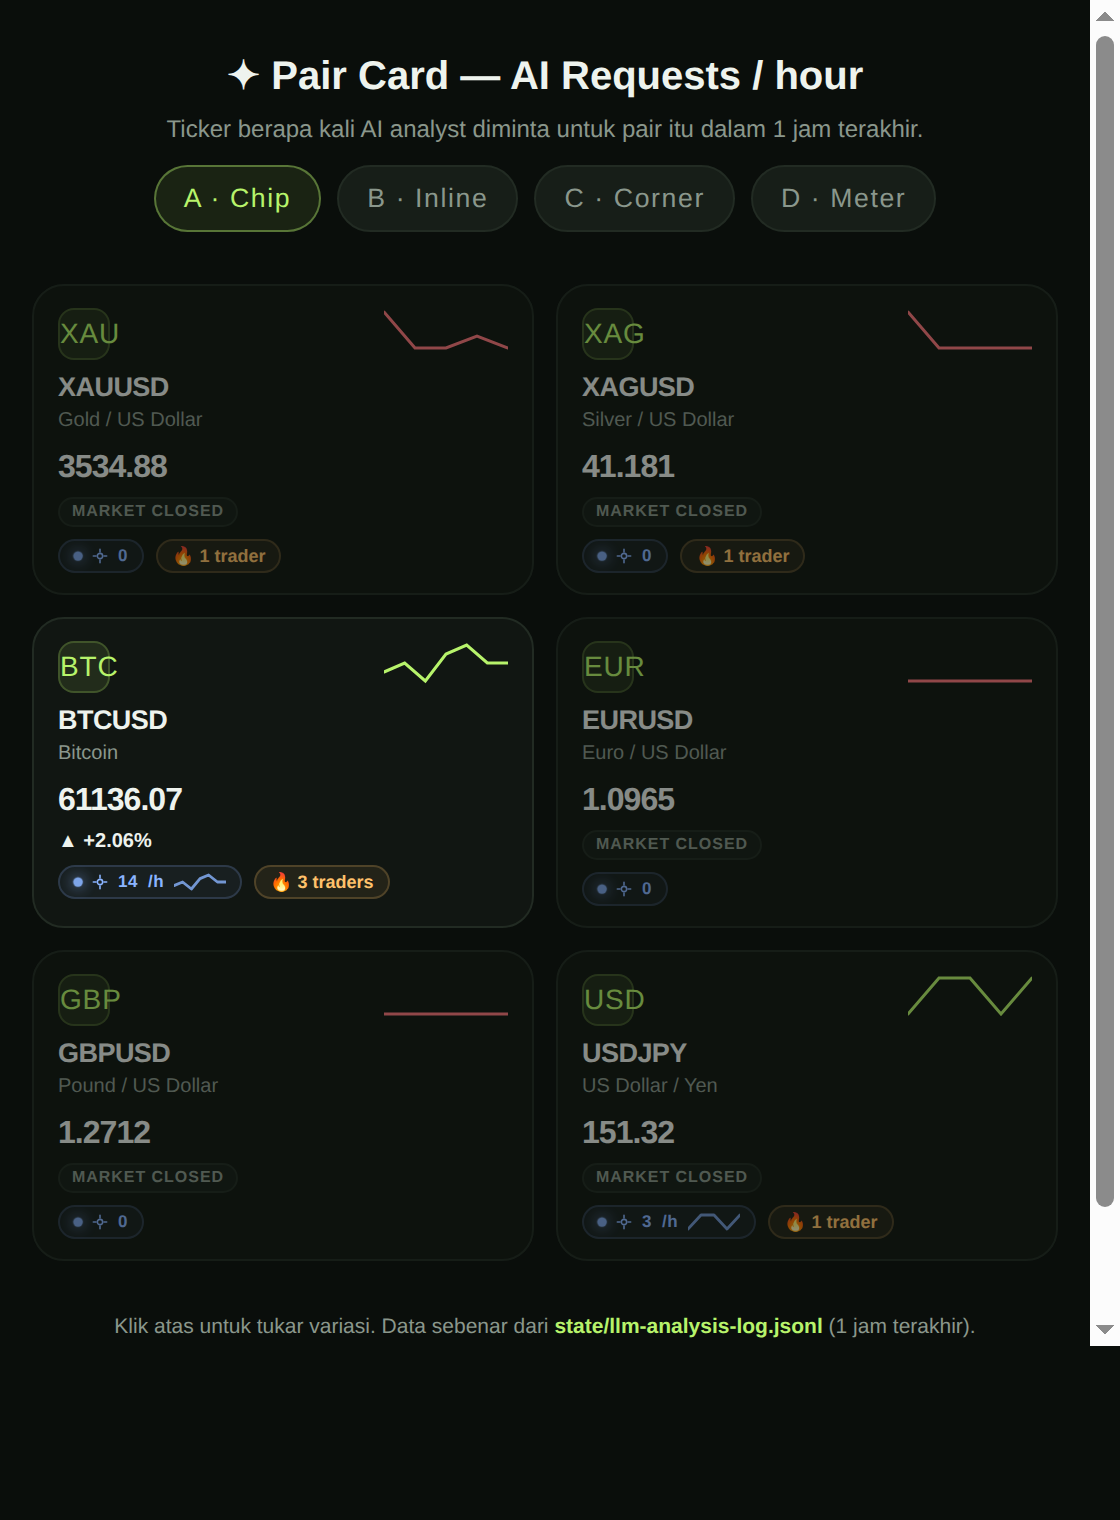 ✦ Pair Card — AI Requests / hour
Ticker berapa kali AI analyst diminta untuk pair itu dalam 1 jam terakhir.
A · Chip
B · Inline
C · Corner
D · Meter
XAU
XAUUSD
Gold / US Dollar
3534.88
MARKET CLOSED
0
🔥 1 trader
XAG
XAGUSD
Silver / US Dollar
41.181
MARKET CLOSED
0
🔥 1 trader
BTC
BTCUSD
Bitcoin
61136.07
▲ +2.06%
14 /h
🔥 3 traders
EUR
EURUSD
Euro / US Dollar
1.0965
MARKET CLOSED
0
GBP
GBPUSD
Pound / US Dollar
1.2712
MARKET CLOSED
0
USD
USDJPY
US Dollar / Yen
151.32
MARKET CLOSED
3 /h
🔥 1 trader
Klik atas untuk tukar variasi. Data sebenar dari state/llm-analysis-log.jsonl (1 jam terakhir).